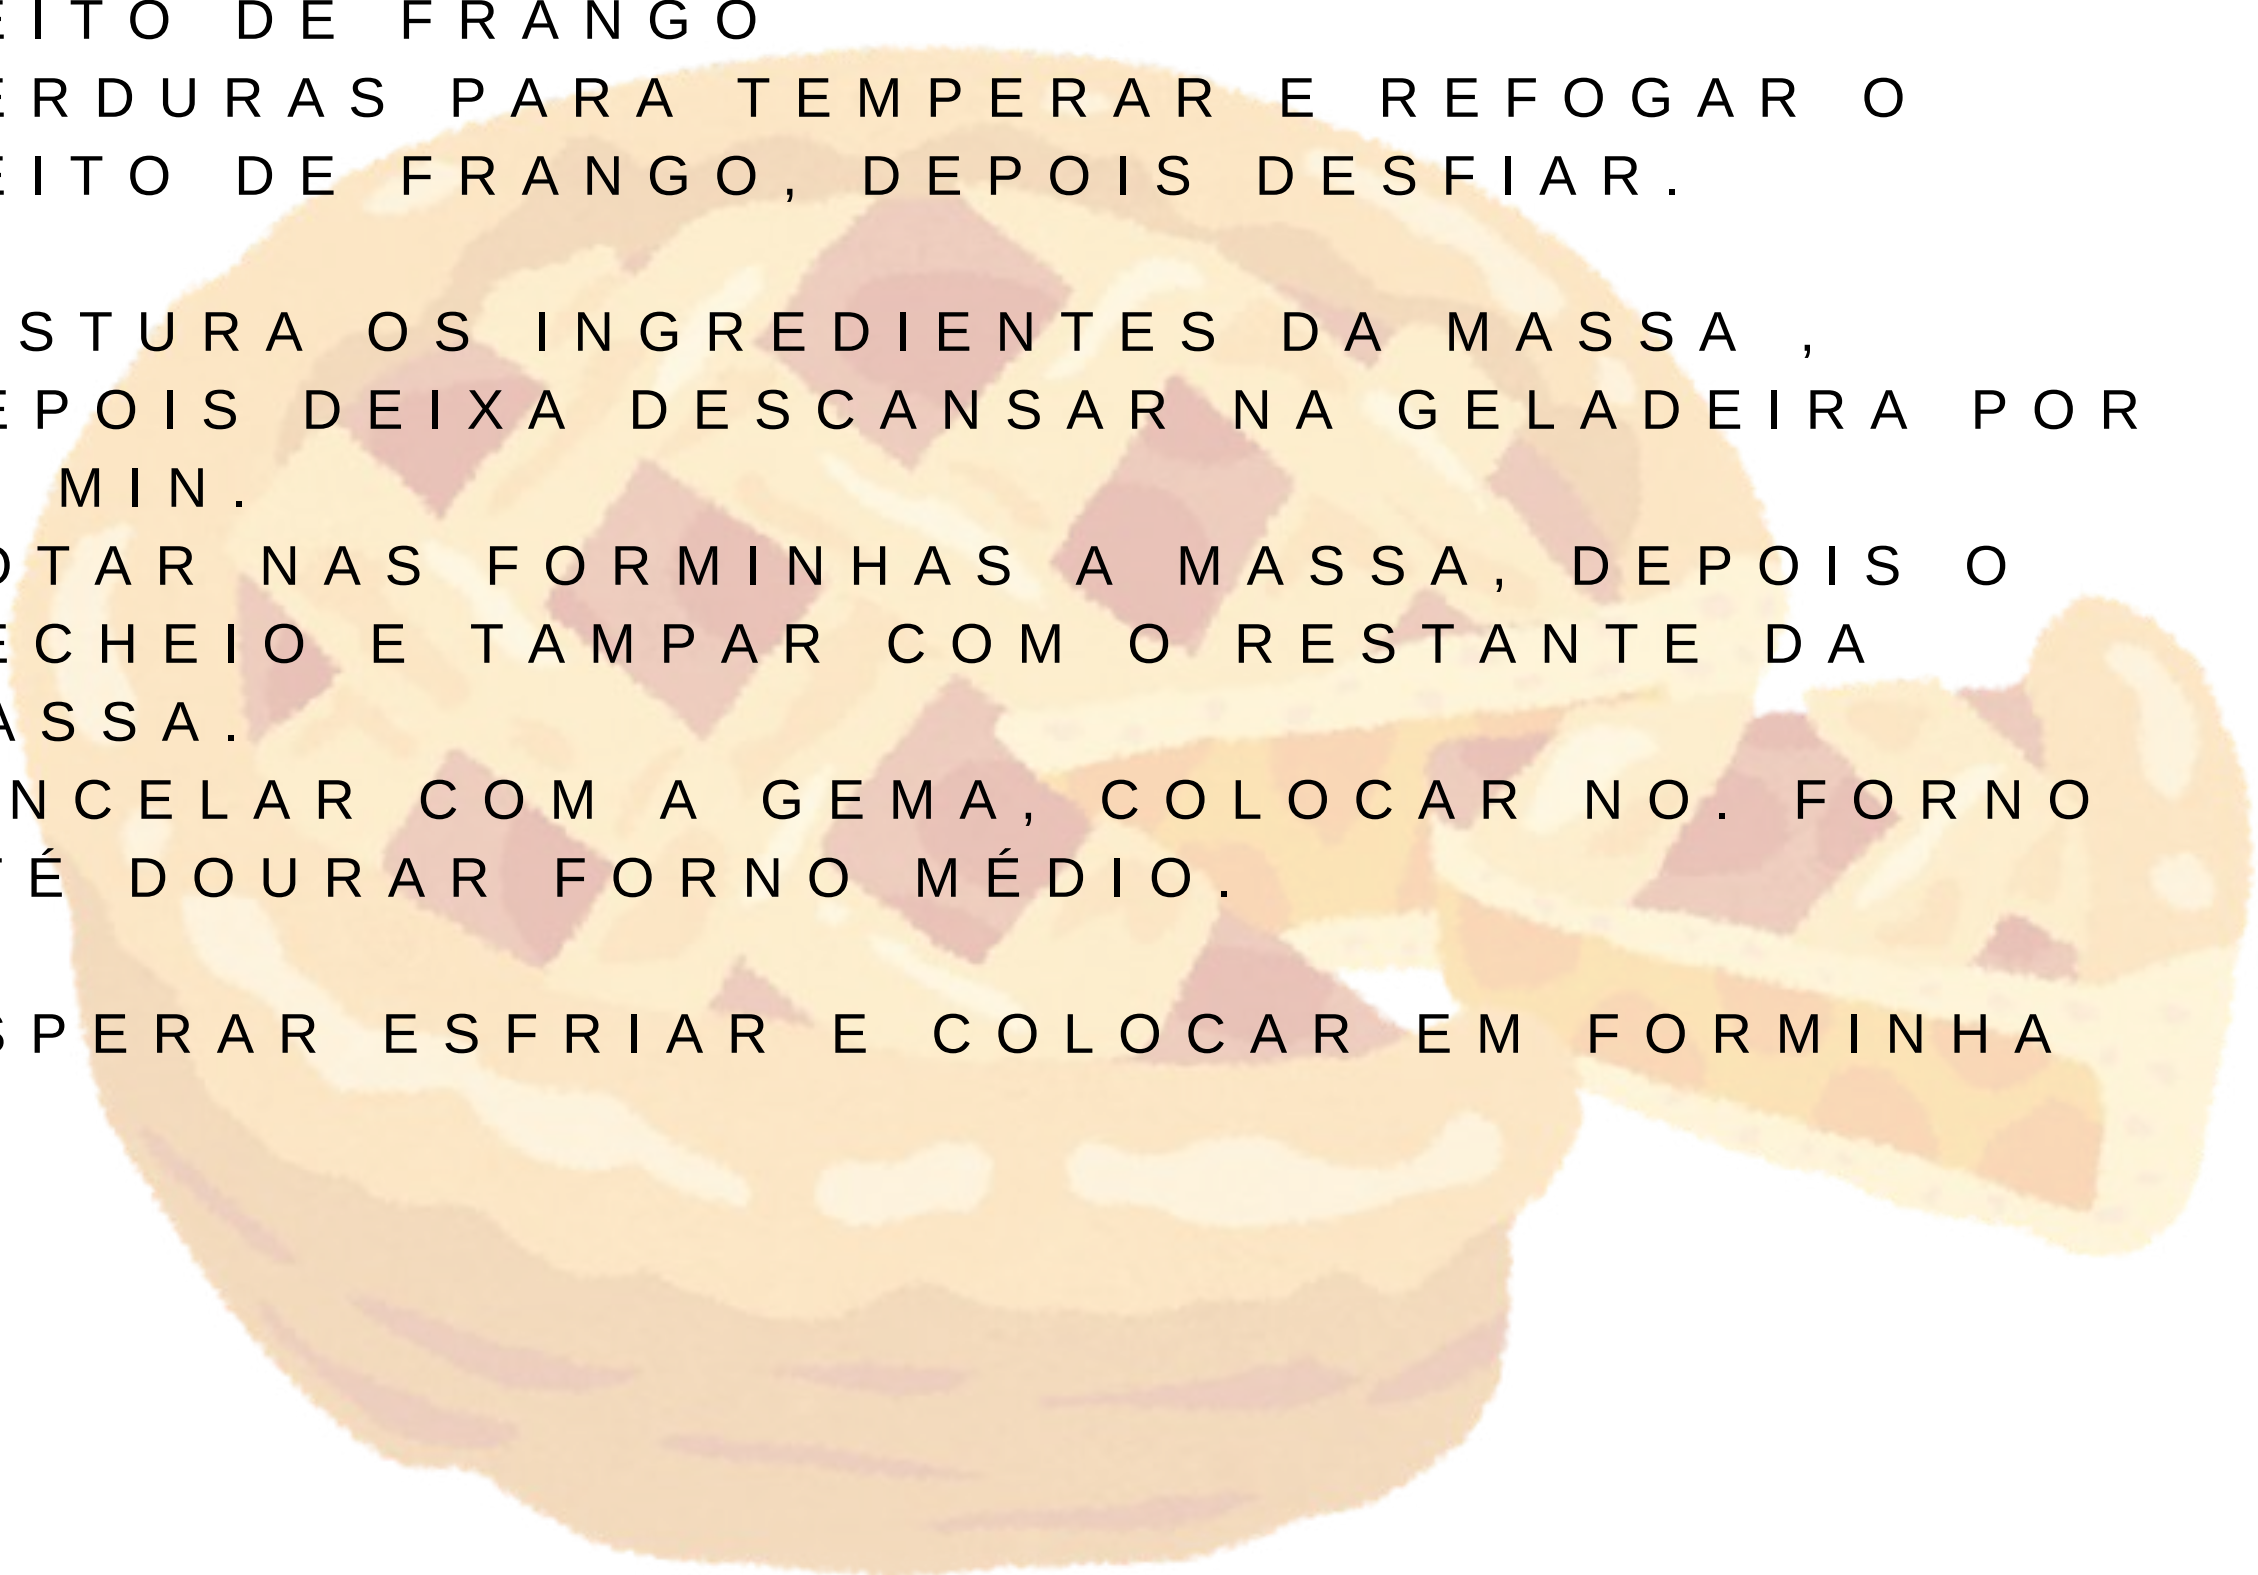 EITO DE FRANGO
ERDURAS PARA TEMPERAR E REFOGAR O
EITO DE FRANGO, DEPOIS DESFIAR.
STURA OS INGREDIENTES DA MASSA ,
EPOIS DEIXA DESCANSAR NA GELADEIRA POR
MIN.
OTAR NAS FORMINHAS A MASSA, DEPOIS O
ECHEIO E TAMPAR COM O RESTANTE DA
ASSA.
NCELAR COM A GEMA, COLOCAR NO. FORNO
TÉ DOURAR FORNO MÉDIO.
SPERAR ESFRIAR E COLOCAR EM FORMINHA